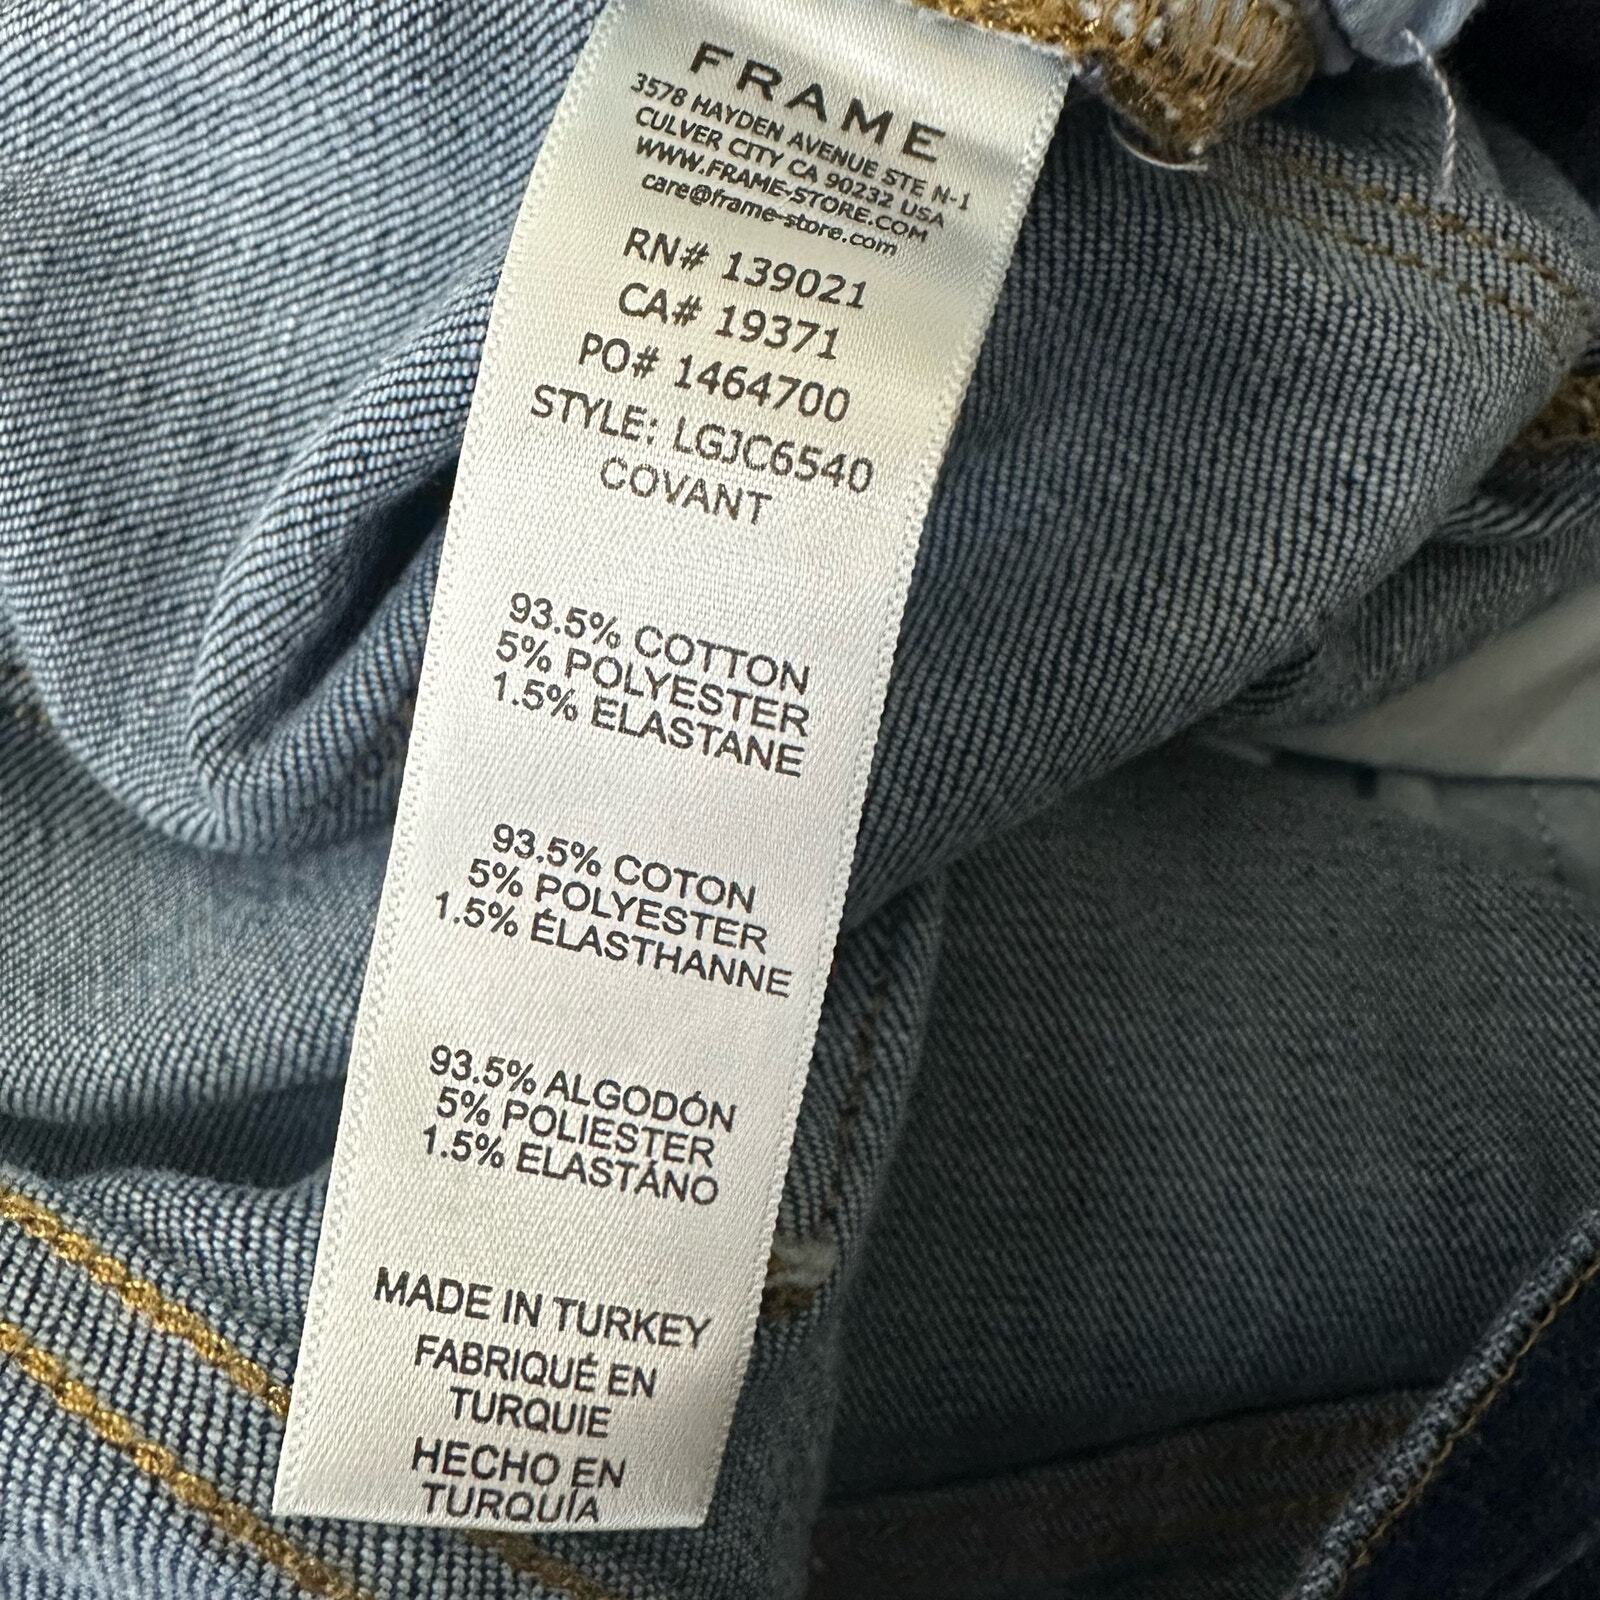 FRAME
3578 HAYDEN AVENUE STE N-1
CULVER CITY CA 90232 USA
WWW.FRAME-STORE.COM
care@frame-store.com
RN# 139021
CA# 19371
PO# 1464700
STYLE: LGJC6540
COVANT
93.5% COTTON
5% POLYESTER
1.5% ELASTANE
93.5% COTON
5% POLYESTER
1.5% ÉLASTHANNE
93.5% ALGODÓN
5% POLIESTER
1.5% ELASTÁNO
MADE IN TURKEY
FABRIQUÉ EN
TURQUIE
HECHO EN
TURQUÍA